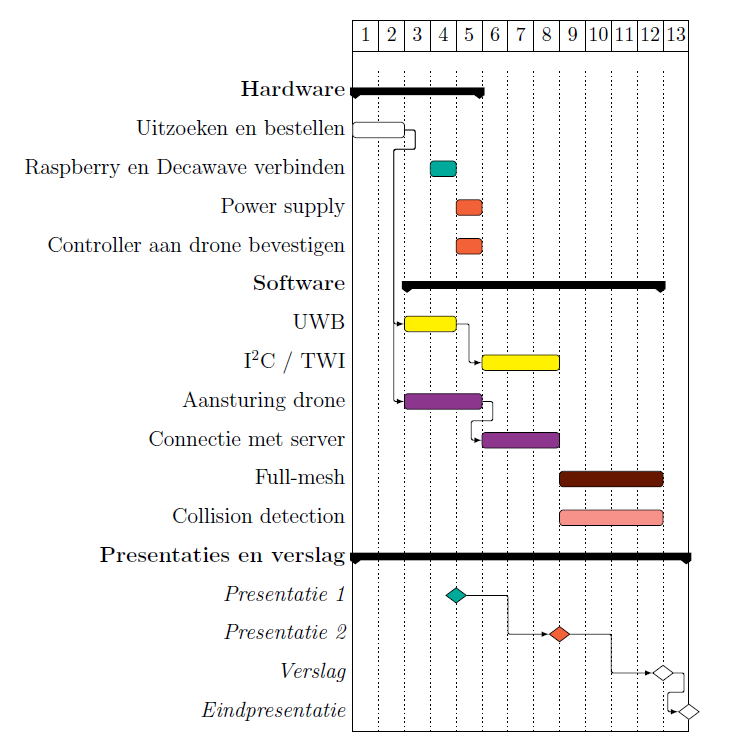 1 2 3 4 5 6 7 8 9 10 11 12 13
Hardware
Uitzoeken en bestellen
Raspberry en Decawave verbinden
Power supply
Controller aan drone bevestigen
Software
UWB
I²C / TWI
Aansturing drone
Connectie met server
Full-mesh
Collision detection
Presentaties en verslag
Presentatie 1
Presentatie 2
Verslag
Eindpresentatie